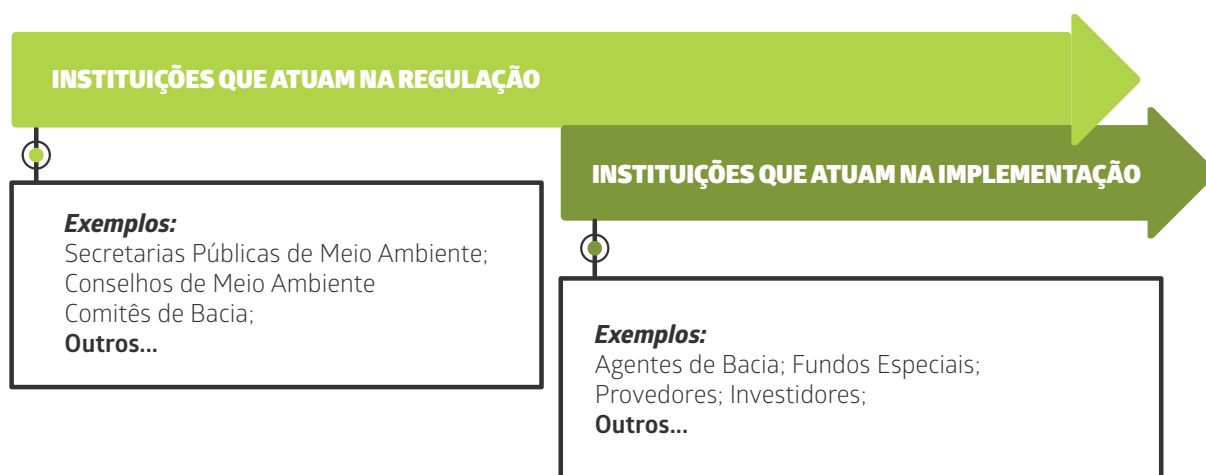 INSTITUIÇÕES QUE ATUAM NA REGULAÇÃO
Exemplos:
Secretarias Públicas de Meio Ambiente;
Conselhos de Meio Ambiente
Comitês de Bacia;
Outros...
INSTITUIÇÕES QUE ATUAM NA IMPLEMENTAÇÃO
Exemplos:
Agentes de Bacia; Fundos Especiais;
Provedores; Investidores;
Outros...